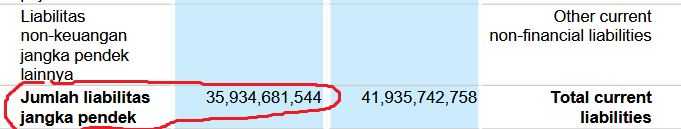 Liabilitas
non-keuangan
jangka pendek
lainnya
Other current
non-financial liabilities
Jumlah liabilitas
jangka pendek
35,934,681,544
41,935,742,758
Total current
liabilities